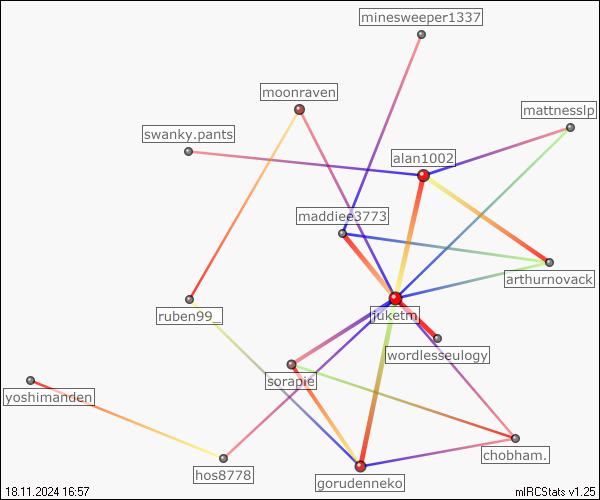 minesweeper1337
moonraven
mattnesslp
swanky.pants
alan1002
maddiee3773
arthurnovack
juketm
ruben99_
wordlesseulogy
sorapie
yoshimanden
chobham.
hos8778
gorudenneko
18.11.2024 16:57
mIRCStats v1.25